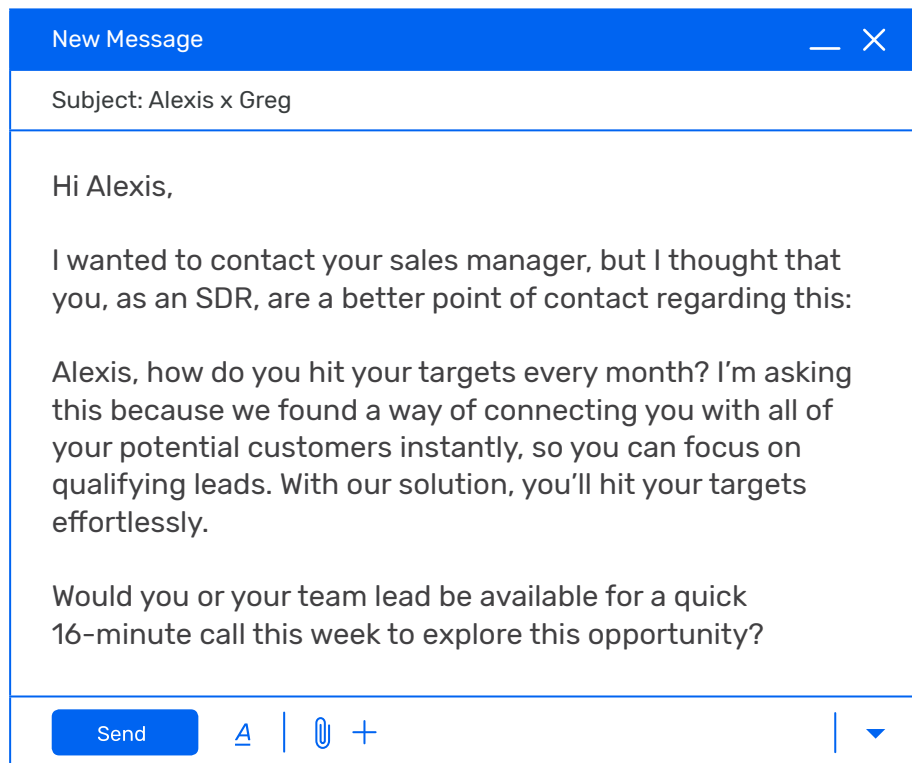 New Message
Subject: Alexis x Greg
Hi Alexis,
I wanted to contact your sales manager, but I thought that
you, as an SDR, are a better point of contact regarding this:
Alexis, how do you hit your targets every month? I’m asking
this because we found a way of connecting you with all of
your potential customers instantly, so you can focus on
qualifying leads. With our solution, you’ll hit your targets
effortlessly.
Would you or your team lead be available for a quick
16-minute call this week to explore this opportunity?
Send
A